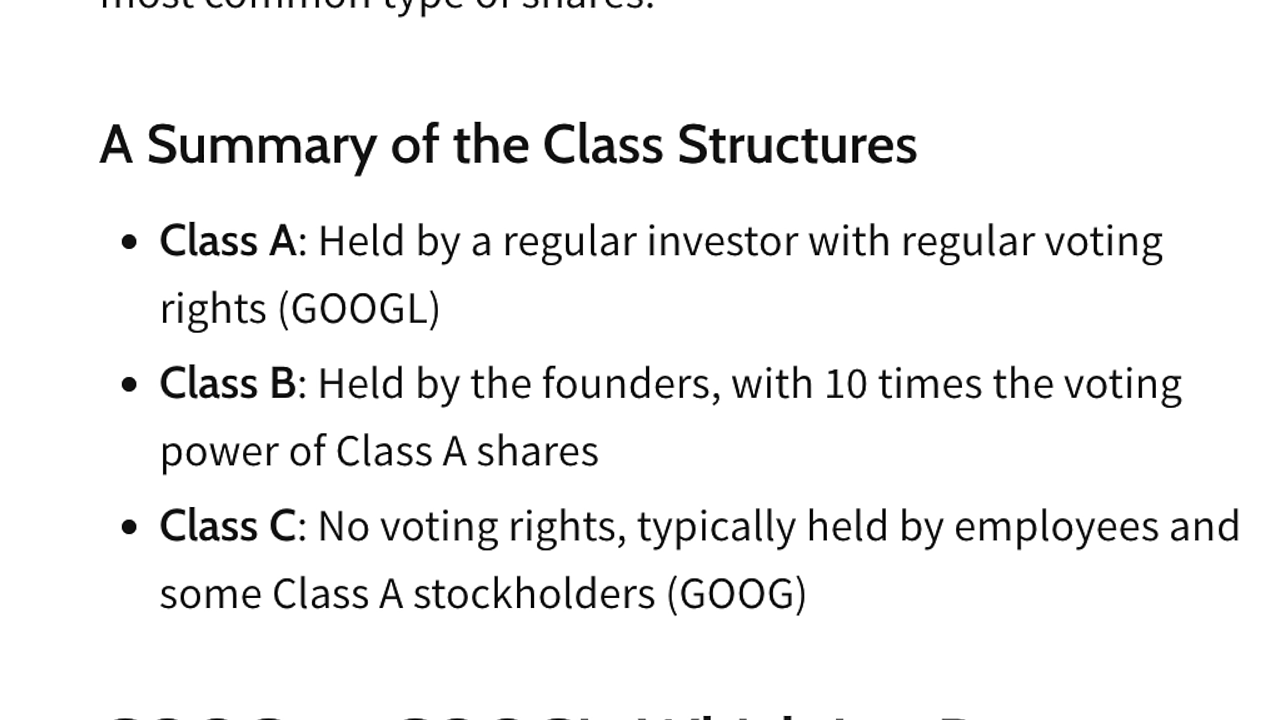 most common type of shares.
A Summary of the Class Structures
• Class A: Held by a regular investor with regular voting
rights (GOOGL)
• Class B: Held by the founders, with 10 times the voting
power of Class A shares
• Class C: No voting rights, typically held by employees and
some Class A stockholders (GOOG)